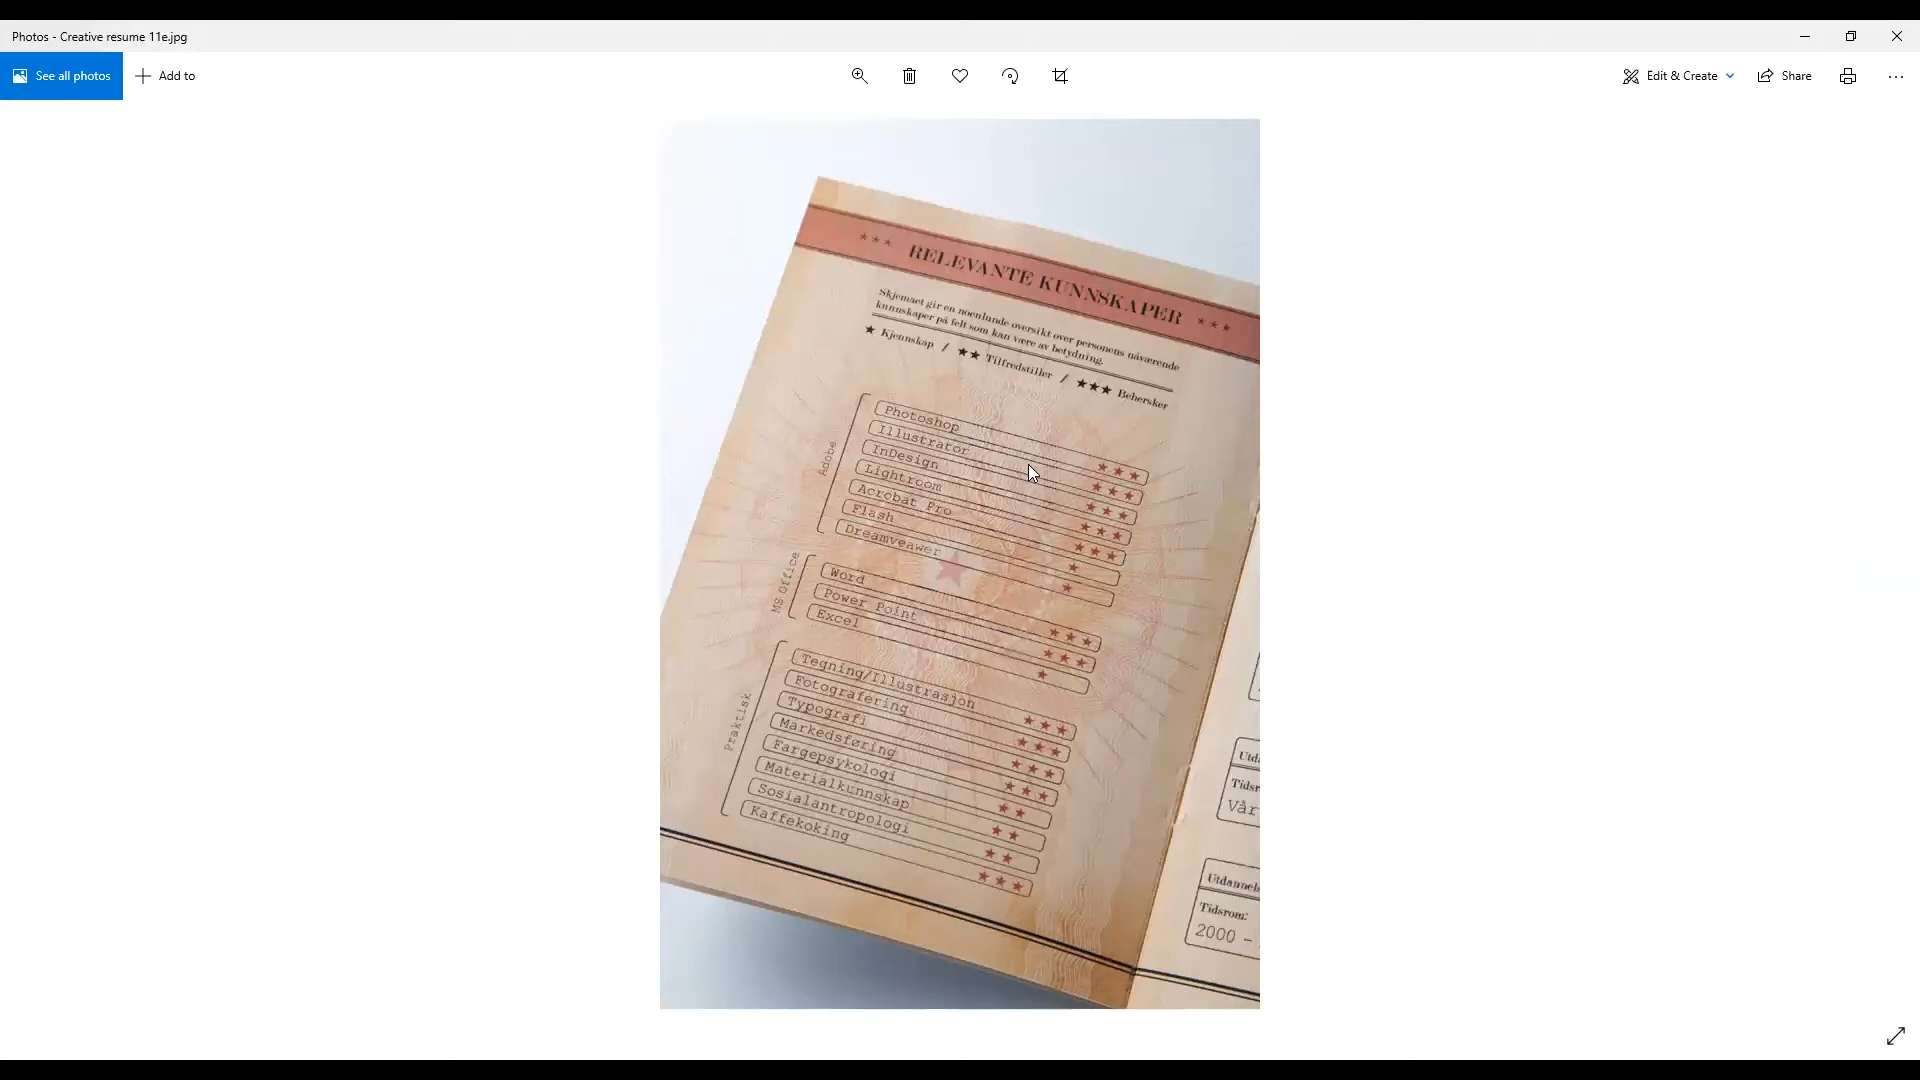 Photos - Creative resume 11e.jpg
See all photos
Add to
Edit & Create
Share
RELEVANTE KUNNSKAPER
Skjemaet gir en noenlunde oversikt over personens nåværende
kunnskaper på felt som kan være av betydning.
Kjennskap / Tilfredstiller / Behersker
Adobe
Photoshop
Illustrator
InDesign
Lightroom
Acrobat Pro
Flash
Dreamveawer
MS Office
Word
Power Point
Excel
Praktisk
Tegning/Illustrasjon
Fotografering
Typografi
Markedsføring
Fargepsykologi
Materialkunnskap
Sosialantropologi
Kaffekoking
Tidsrom:
2000 -